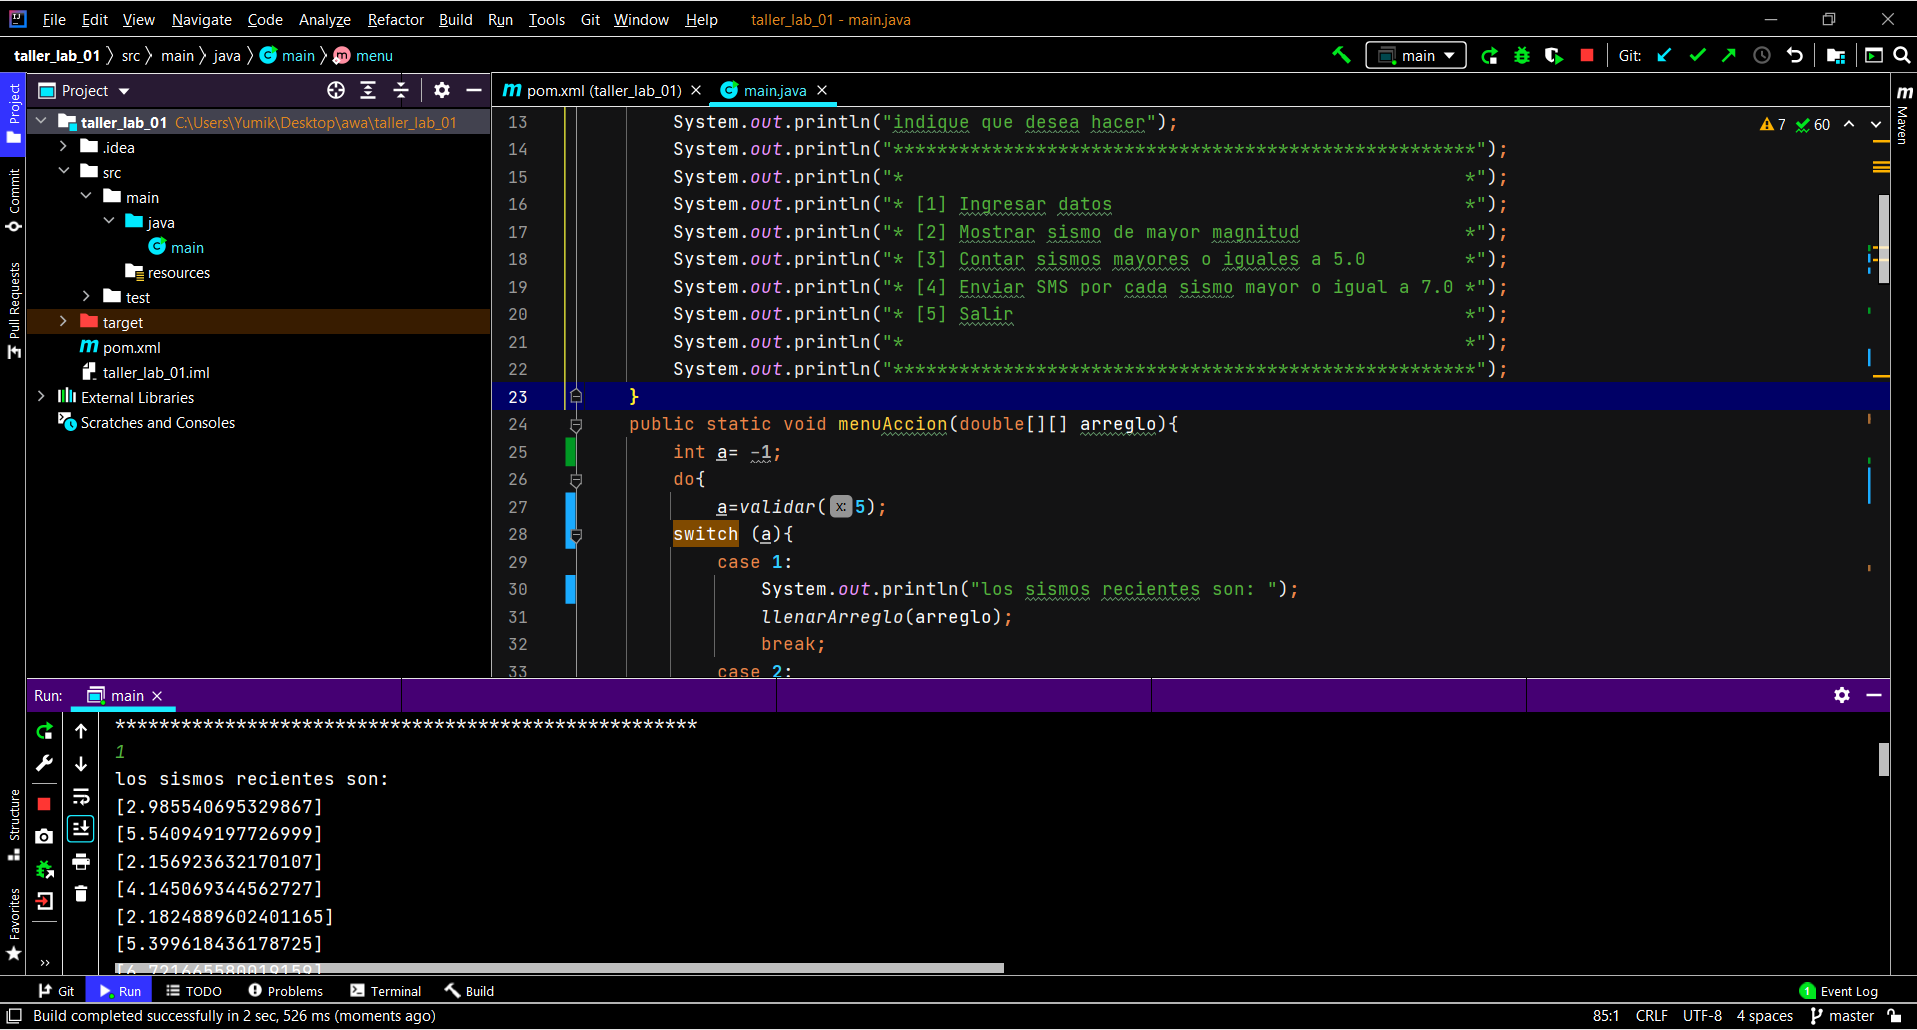 File Edit View Navigate Code Analyze Refactor Build Run Tools Git Window Help taller_lab_01 - main.java
taller_lab_01 src main java main menu main Git:
Project
pom.xml (taller_lab_01) main.java
taller_lab_01 C:\Users\Yumik\Desktop\awa\taller_lab_01
.idea
src
main
java
main
resources
test
target
pom.xml
taller_lab_01.iml
External Libraries
Scratches and Consoles
Project
Commit
Pull Requests
Structure
Favorites
Maven
7 60
13 System.out.println("indique que desea hacer");
14 System.out.println("*****************************************************");
15 System.out.println("*                                                   *");
16 System.out.println("* [1] Ingresar datos                                *");
17 System.out.println("* [2] Mostrar sismo de mayor magnitud               *");
18 System.out.println("* [3] Contar sismos mayores o iguales a 5.0         *");
19 System.out.println("* [4] Enviar SMS por cada sismo mayor o igual a 7.0 *");
20 System.out.println("* [5] Salir                                         *");
21 System.out.println("*                                                   *");
22 System.out.println("*****************************************************");
23 }
24 public static void menuAccion(double[][] arreglo){
25 int a= -1;
26 do{
27 a=validar( x: 5);
28 switch (a){
29 case 1:
30 System.out.println("los sismos recientes son: ");
31 llenarArreglo(arreglo);
32 break;
33 case 2:
Run: main
*****************************************************
1
los sismos recientes son:
[2.985540695329867]
[5.540949197726999]
[2.156923632170107]
[4.145069344562727]
[2.1824889602401165]
[5.399618436178725]
[6.7216655800019159]
Git Run TODO Problems Terminal Build 1 Event Log
Build completed successfully in 2 sec, 526 ms (moments ago) 85:1 CRLF UTF-8 4 spaces master